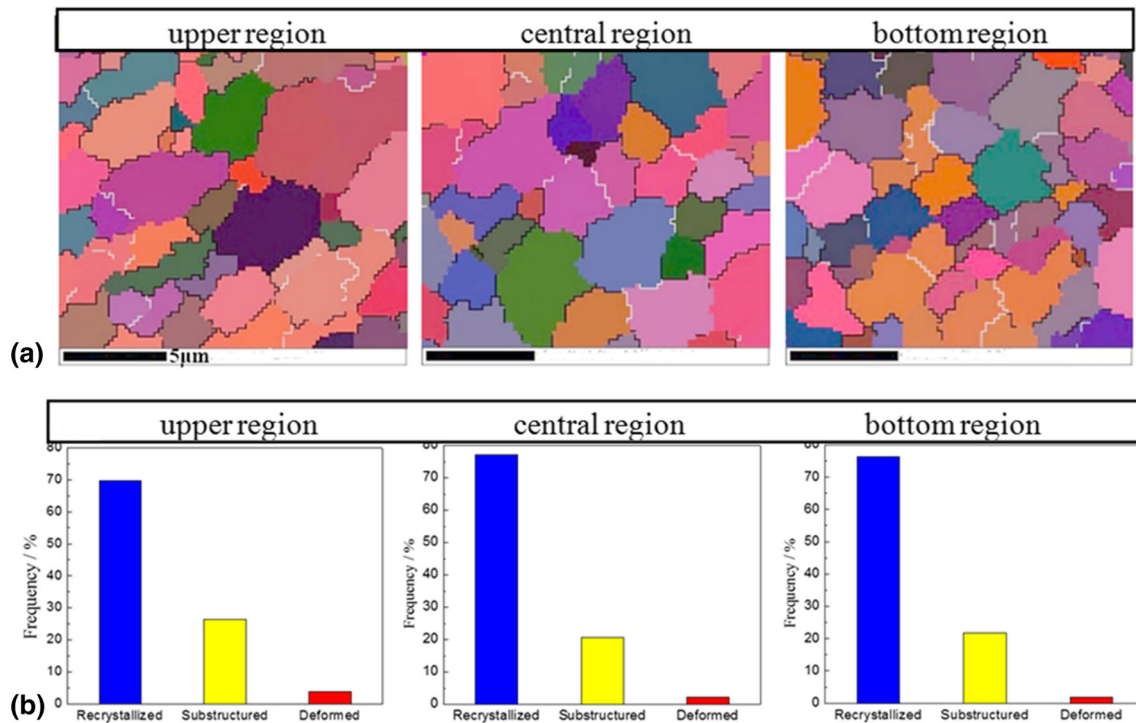 upper region central region bottom region
(a) 5μm
upper region central region bottom region
80 80 80
70 70 70
60 60 60
50 50 50
40 40 40
30 30 30
20 20 20
10 10 10
0 0 0
Frequency / % Frequency / % Frequency / %
(b) Recrystallized Substructured Deformed Recrystallized Substructured Deformed Recrystallized Substructured Deformed